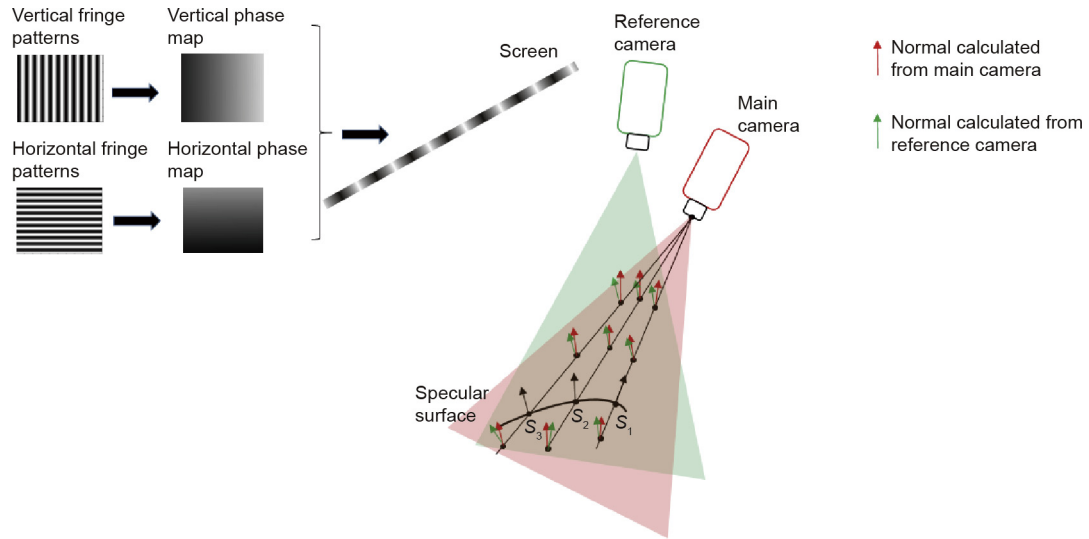 Vertical fringe
patterns
Vertical phase
map
Horizontal fringe
patterns
Horizontal phase
map
Screen
Reference
camera
Main
camera
Normal calculated
from main camera
Normal calculated from
reference camera
Specular
surface
S3
S2
S1